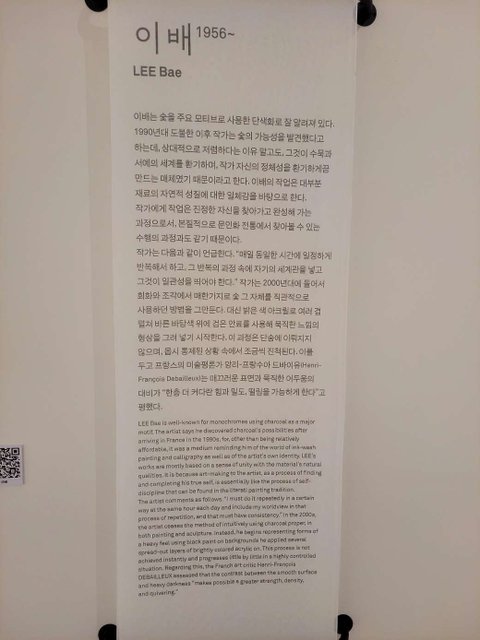 이 배 1956~
LEE Bae
이배는 숯을 주요 모티브로 사용한 단색화로 잘 알려져 있다.
1990년대 도불한 이후 작가는 숯의 가능성을 발견했다고
하는데, 상대적으로 저렴하다는 이유 말고도, 그것이 수묵과
서예의 세계를 환기하며, 작가 자신의 정체성을 환기하게끔
만드는 매체였기 때문이라고 한다. 이배의 작업은 대부분
재료의 자연적 성질에 대한 일체감을 바탕으로 한다.
작가에게 작업은 진정한 자신을 찾아가고 완성해 가는
과정으로서, 본질적으로 문인화 전통에서 찾아볼 수 있는
수행의 과정과도 같기 때문이다.
작가는 다음과 같이 언급한다. “매일 동일한 시간에 일정하게
반복해서 하고, 그 반복의 과정 속에 자기의 세계관을 넣고
그것이 일관성을 띄어야 한다.” 작가는 2000년대에 들어서
회화와 조각에서 매한가지로 숯 그 자체를 직관적으로
사용하던 방법을 그만둔다. 대신 밝은 색 아크릴로 여러 겹
펼쳐 바른 바탕색 위에 검은 안료를 사용해 묵직한 느낌의
형상을 그려 넣기 시작한다. 이 과정은 단숨에 이뤄지지
않으며, 몹시 통제된 상황 속에서 조금씩 진척된다. 이를
두고 프랑스의 미술평론가 앙리-프랑수아 드바이유(Henri-
François Debailleux)는 매끄러운 표면과 묵직한 어두움의
대비가 “한층 더 커다란 힘과 밀도, 떨림을 가능하게 한다”고
평했다.
LEE Bae is well-known for monochromes using charcoal as a major
motif. The artist says he discovered charcoal's possibilities after
arriving in France in the 1990s, for, other than being relatively
affordable, it was a medium reminding him of the world of ink-wash
painting and calligraphy as well as of the artist's own identity. LEE's
works are mostly based on a sense of unity with the material's natural
qualities. It is because art-making to the artist, as a process of finding
and completing his true self, is essentially like the process of self-
discipline that can be found in the literati painting tradition.
The artist comments as follows: "I must do it repeatedly in a certain
way at the same hour each day and include my worldview in that
process of repetition, and that must have consistency." In the 2000s,
the artist ceases the method of intuitively using charcoal proper, in
both painting and sculpture. Instead, he begins representing forms of
a heavy feel using black paint on backgrounds he applied several
spread-out layers of brightly colored acrylic on. This process is not
achieved instantly and progresses little by little in a highly controlled
situation. Regarding this, the French art critic Henri-François
DEBAILLEUX assessed that the contrast between the smooth surface
and heavy darkness "makes possible a greater strength, density,
and quivering."